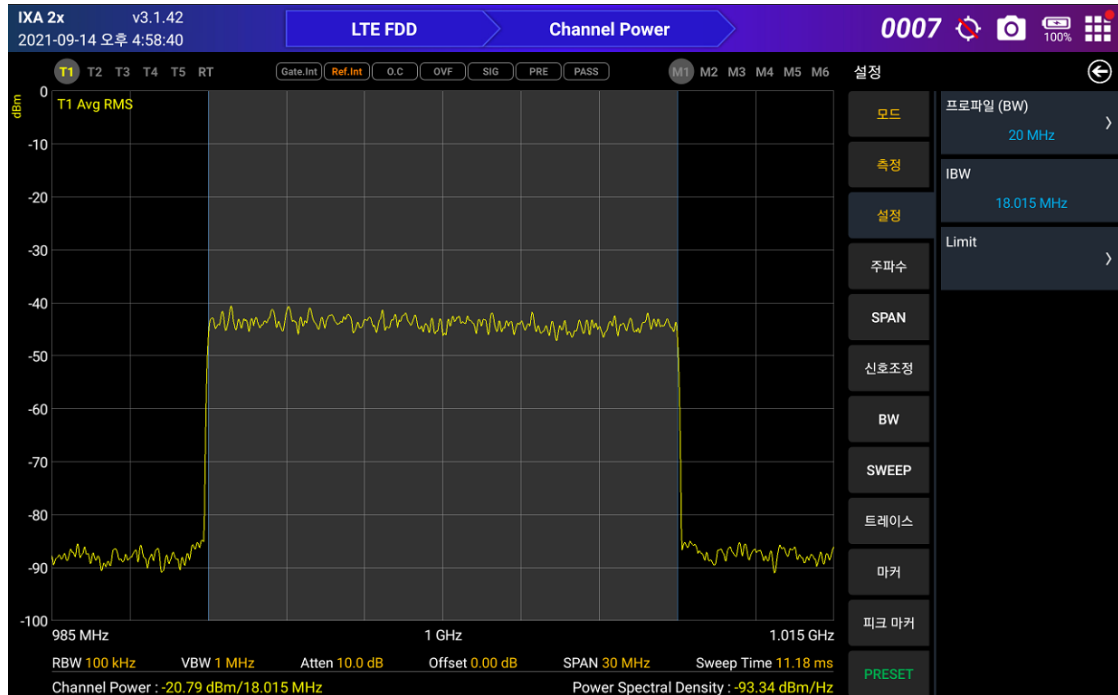 IXA 2x v3.1.42
2021-09-14 오후 4:58:40
LTE FDD
Channel Power
0007
100%
T1 T2 T3 T4 T5 RT
Gate.Int Ref.Int O.C OVF SIG PRE PASS
M1 M2 M3 M4 M5 M6
설정
dBm
T1 Avg RMS
0
-10
-20
-30
-40
-50
-60
-70
-80
-90
-100
985 MHz 1 GHz 1.015 GHz
RBW 100 kHz VBW 1 MHz Atten 10.0 dB Offset 0.00 dB SPAN 30 MHz Sweep Time 11.18 ms
Channel Power : -20.79 dBm/18.015 MHz Power Spectral Density : -93.34 dBm/Hz
모드
측정
설정
주파수
SPAN
신호조정
BW
SWEEP
트레이스
마커
피크 마커
PRESET
프로파일 (BW)
20 MHz
IBW
18.015 MHz
Limit